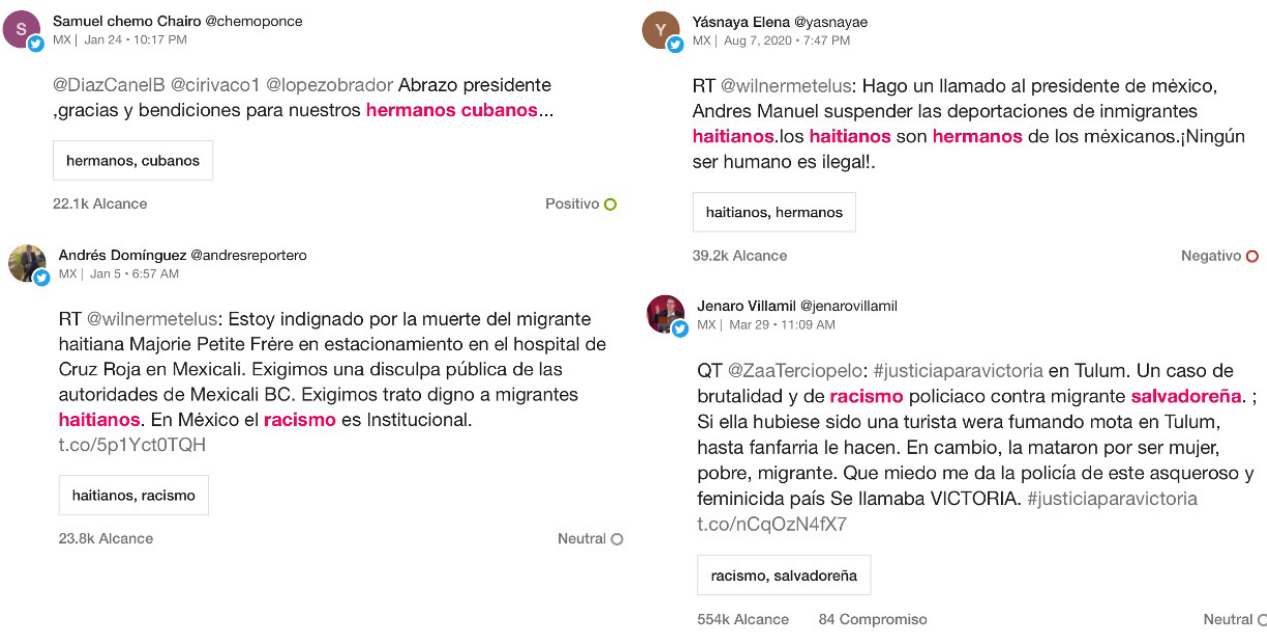 S
Samuel chemo Chairo @chemoponce
MX | Jan 24 • 10:17 PM
@DiazCanelB @cirivaco1 @lopezobrador Abrazo presidente
,gracias y bendiciones para nuestros hermanos cubanos...
hermanos, cubanos
22.1k Alcance
Positivo
Andrés Domínguez @andresreportero
MX | Jan 5 • 6:57 AM
RT @wilnermetelus: Estoy indignado por la muerte del migrante
haitiana Majorie Petite Frére en estacionamiento en el hospital de
Cruz Roja en Mexicali. Exigimos una disculpa pública de las
autoridades de Mexicali BC. Exigimos trato digno a migrantes
haitianos. En México el racismo es Institucional.
t.co/5p1Yct0TQH
haitianos, racismo
23.8k Alcance
Neutral
Y
Yásnaya Elena @yasnayae
MX | Aug 7, 2020 • 7:47 PM
RT @wilnermetelus: Hago un llamado al presidente de méxico,
Andres Manuel suspender las deportaciones de inmigrantes
haitianos.los haitianos son hermanos de los méxicanos.¡Ningún
ser humano es ilegal!.
haitianos, hermanos
39.2k Alcance
Negativo
Jenaro Villamil @jenarovillamil
MX | Mar 29 • 11:09 AM
QT @ZaaTerciopelo: #justiciaparavictoria en Tulum. Un caso de
brutalidad y de racismo policiaco contra migrante salvadoreña. ;
Si ella hubiese sido una turista wera fumando mota en Tulum,
hasta fanfarria le hacen. En cambio, la mataron por ser mujer,
pobre, migrante. Que miedo me da la policía de este asqueroso y
feminicida país Se llamaba VICTORIA. #justiciaparavictoria
t.co/nCqOzN4fX7
racismo, salvadoreña
554k Alcance
84 Compromiso
Neutral